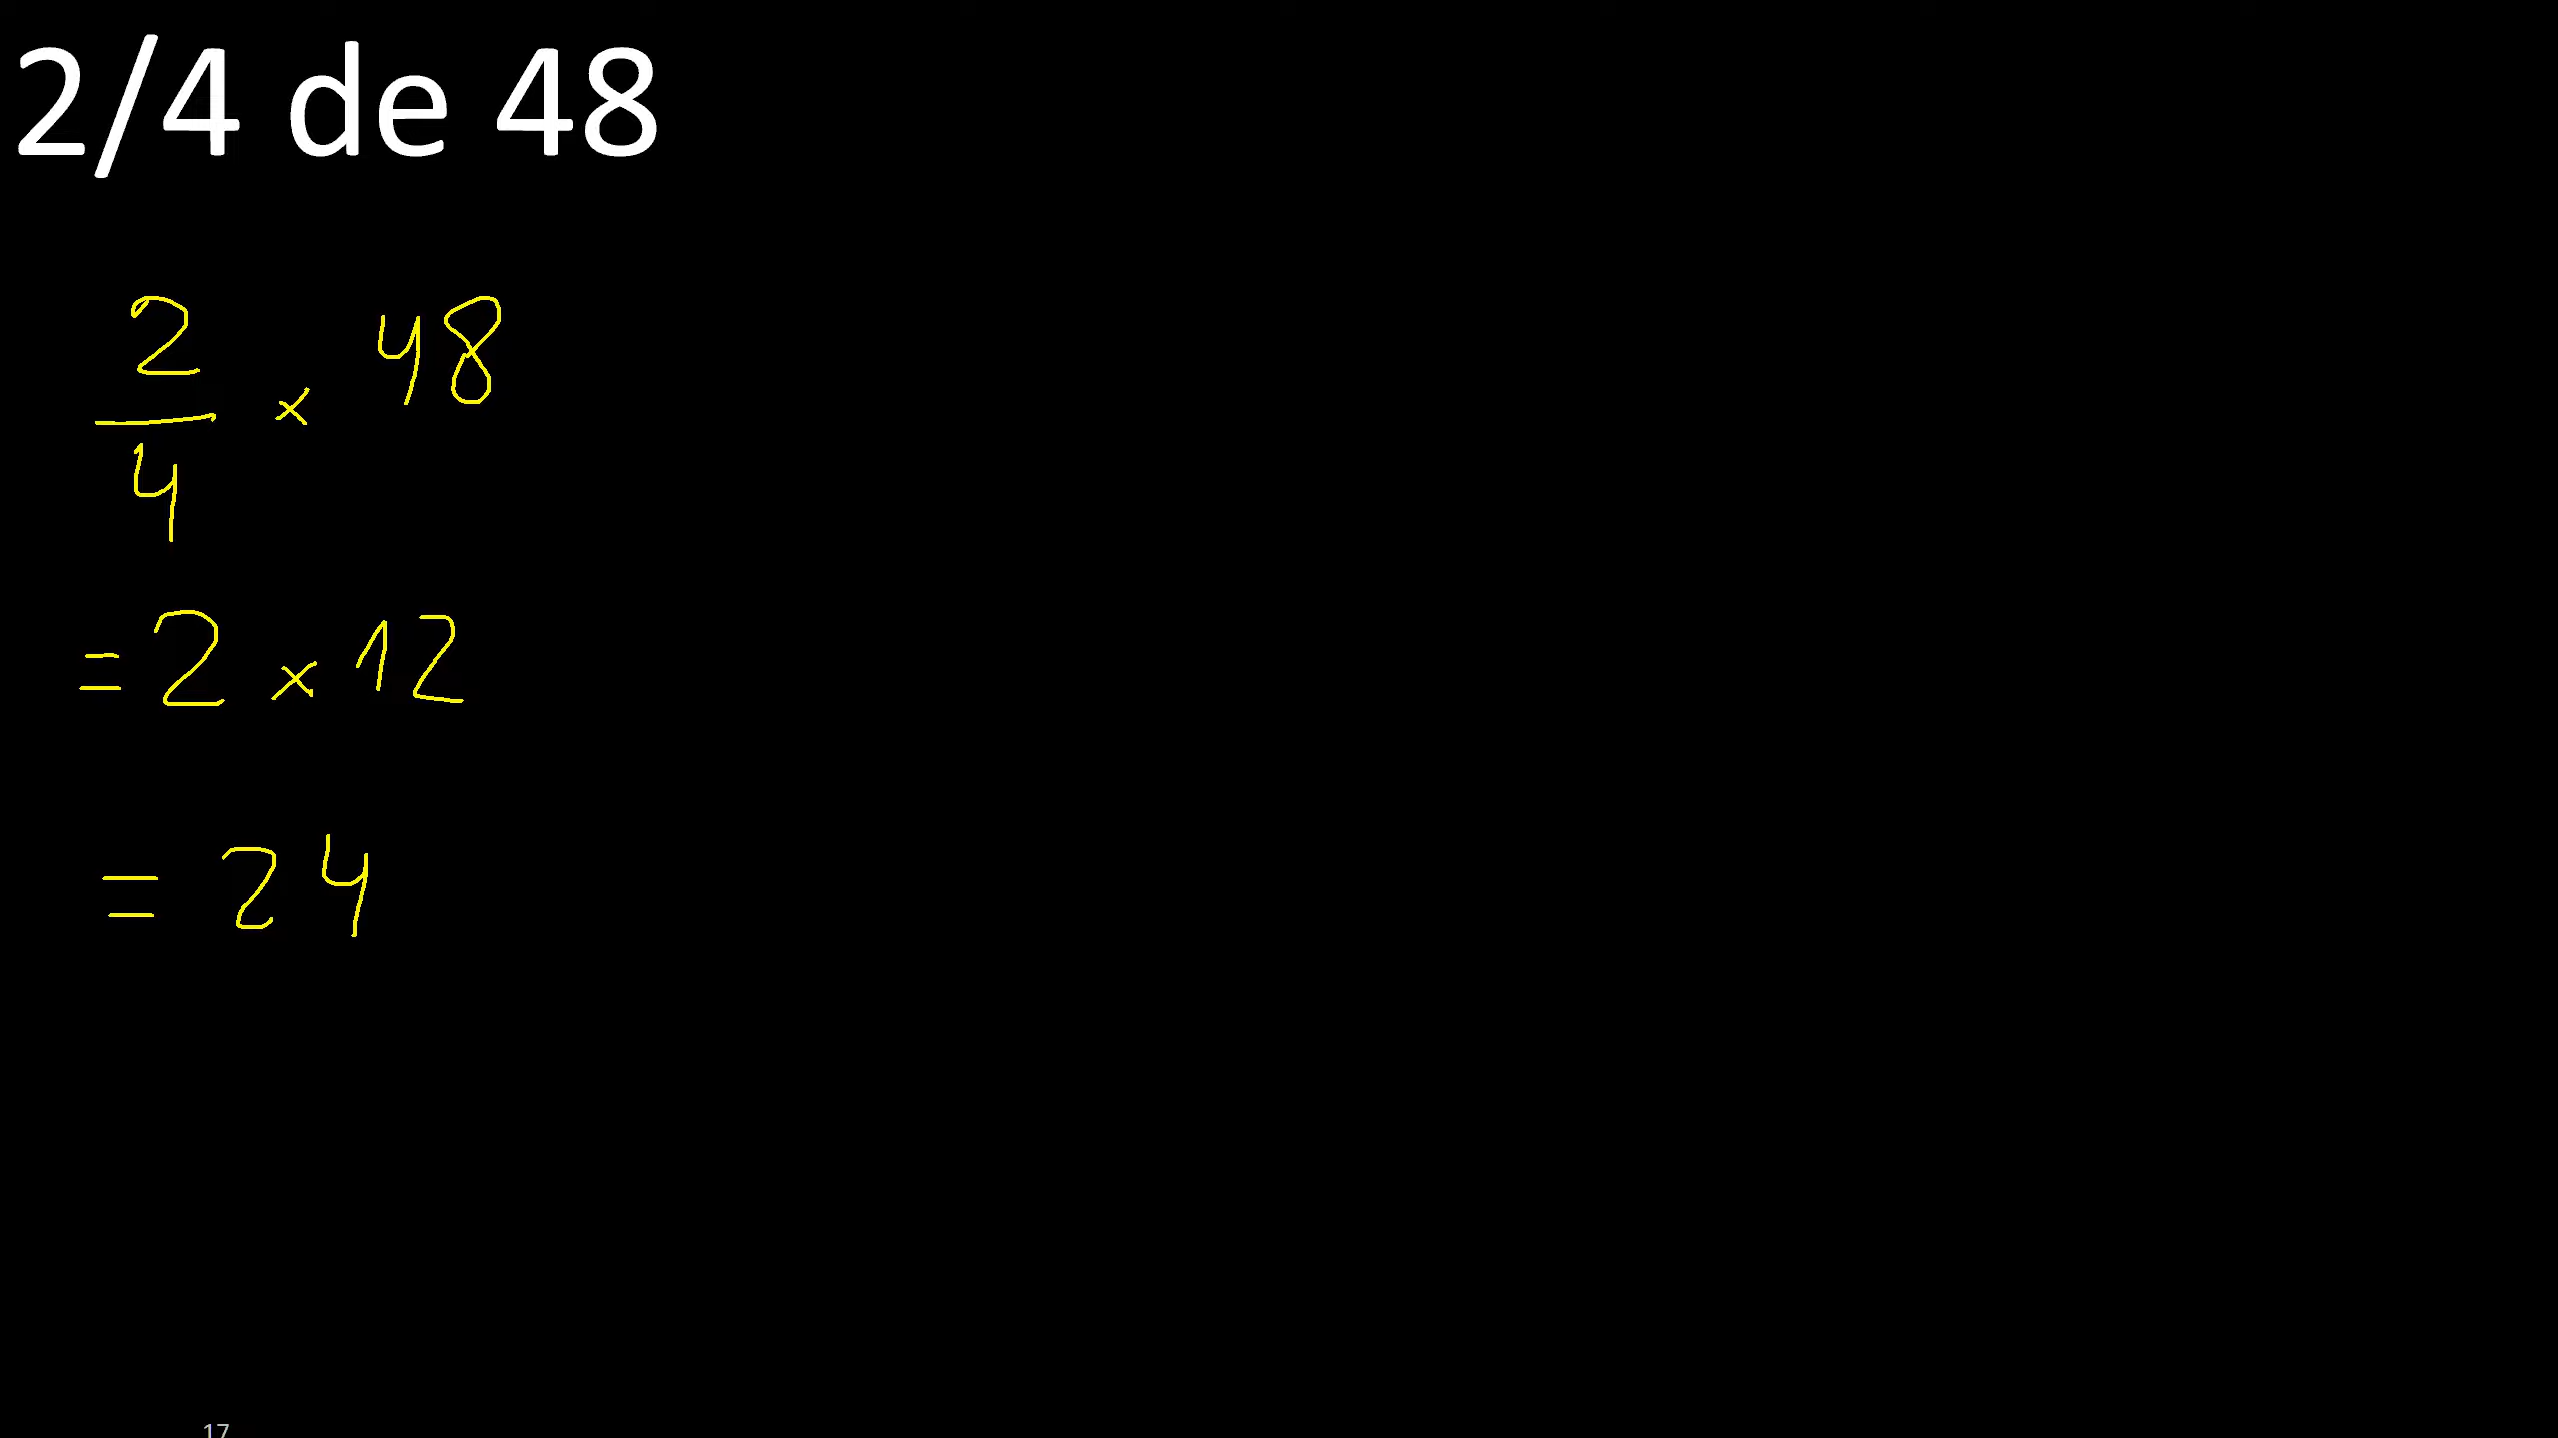 2/4 de 48
2/4 × 48
= 2 × 12
= 24
17